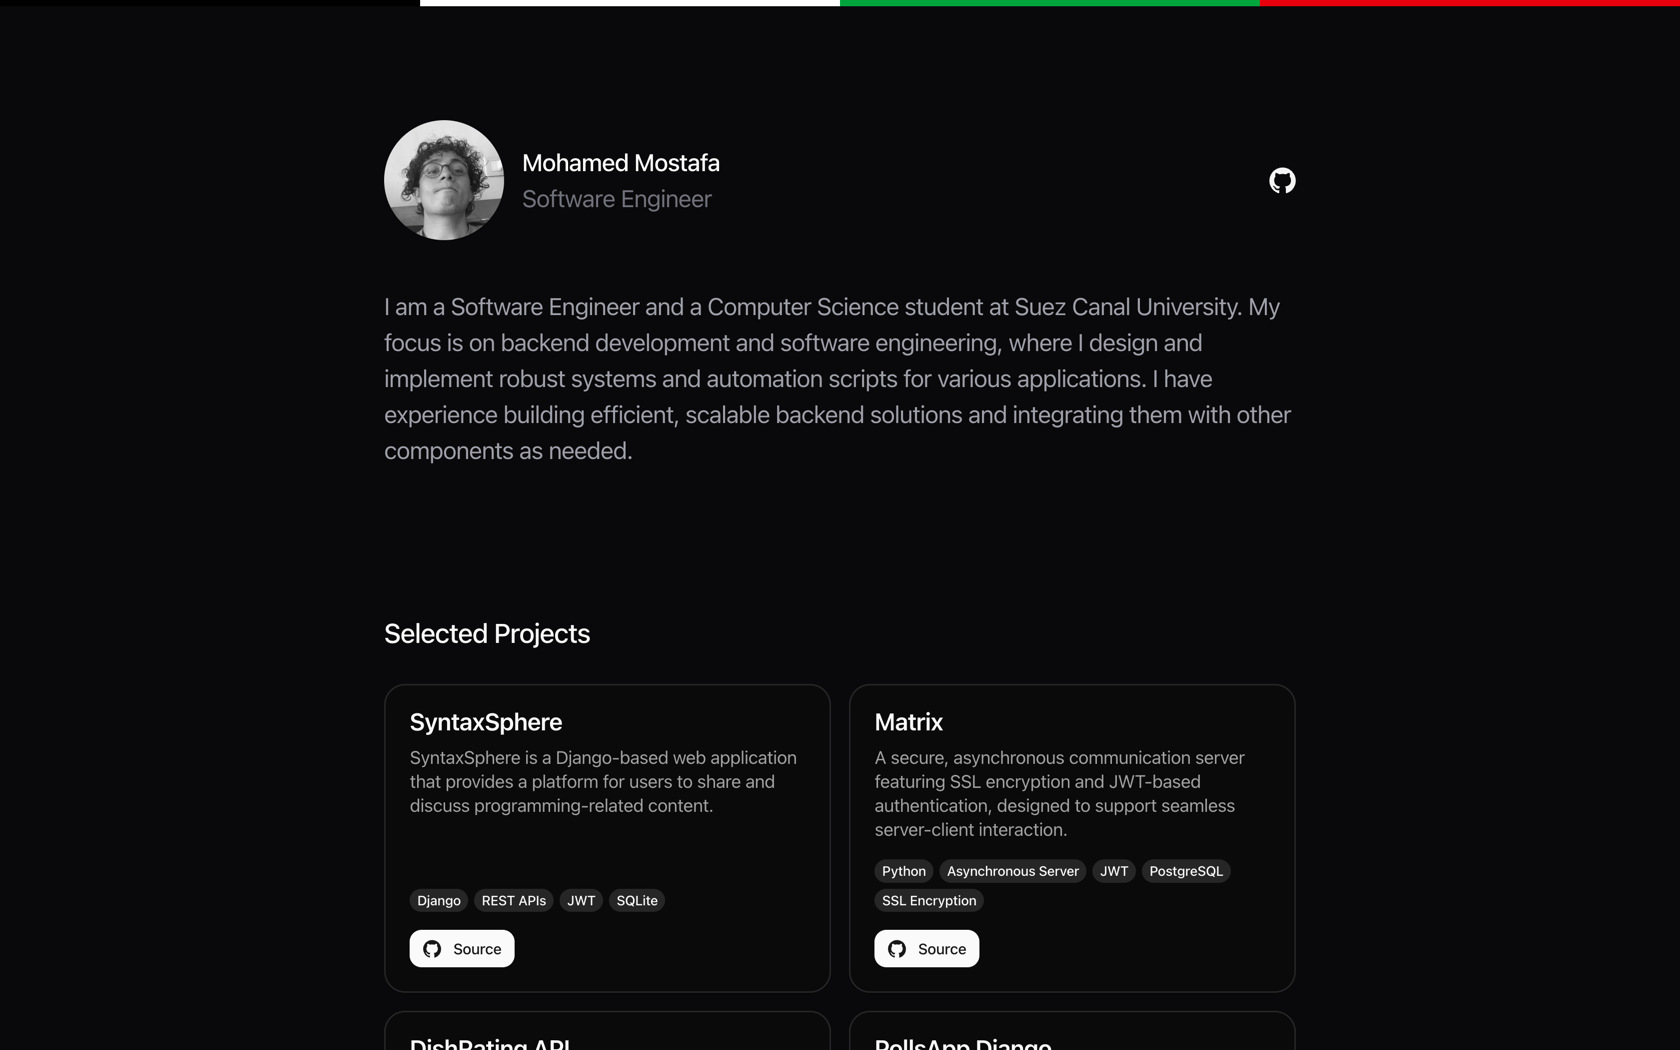 Mohamed Mostafa
Software Engineer
I am a Software Engineer and a Computer Science student at Suez Canal University. My
focus is on backend development and software engineering, where I design and
implement robust systems and automation scripts for various applications. I have
experience building efficient, scalable backend solutions and integrating them with other
components as needed.
Selected Projects
SyntaxSphere
SyntaxSphere is a Django-based web application
that provides a platform for users to share and
discuss programming-related content.
Django REST APIs JWT SQLite
Source
Matrix
A secure, asynchronous communication server
featuring SSL encryption and JWT-based
authentication, designed to support seamless
server-client interaction.
Python Asynchronous Server JWT PostgreSQL
SSL Encryption
Source
DishRating API
PollsApp Django